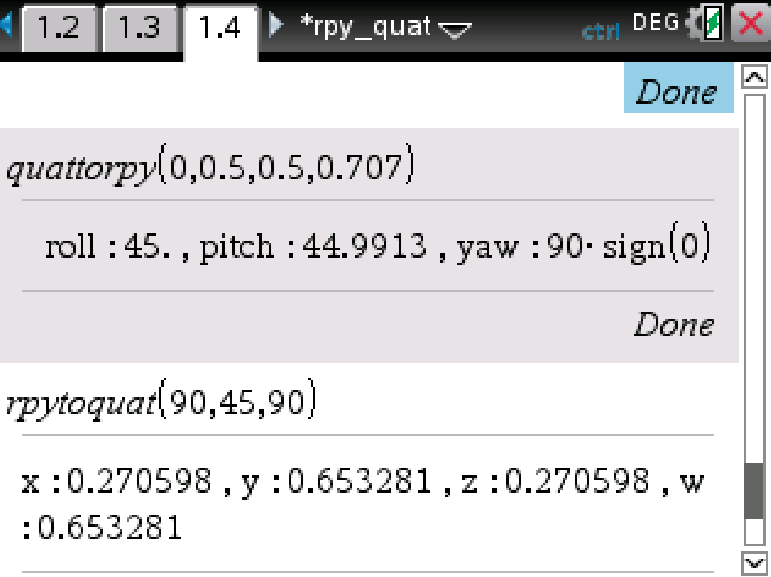 1.2 1.3 1.4 *rpy_quat ctrl DEG
Done
quattorpy(0,0.5,0.5,0.707)
roll :45. , pitch :44.9913 , yaw :90· sign(0)
Done
rpytoquat(90,45,90)
x :0.270598 , y :0.653281 , z :0.270598 , w
:0.653281